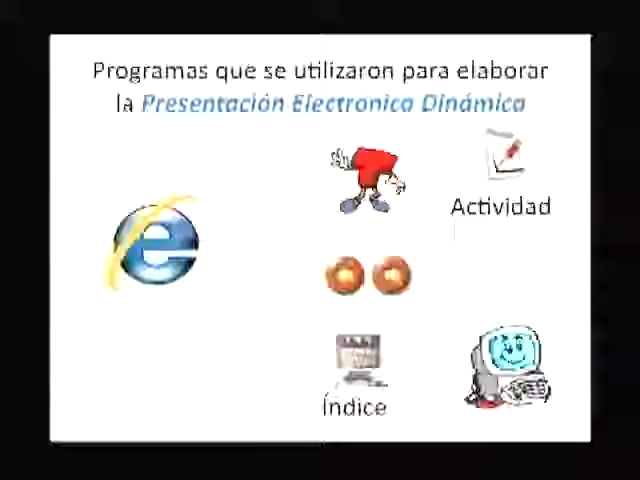 Programas que se utilizaron para elaborar
la Presentación Electronica Dinámica
Actividad
Índice